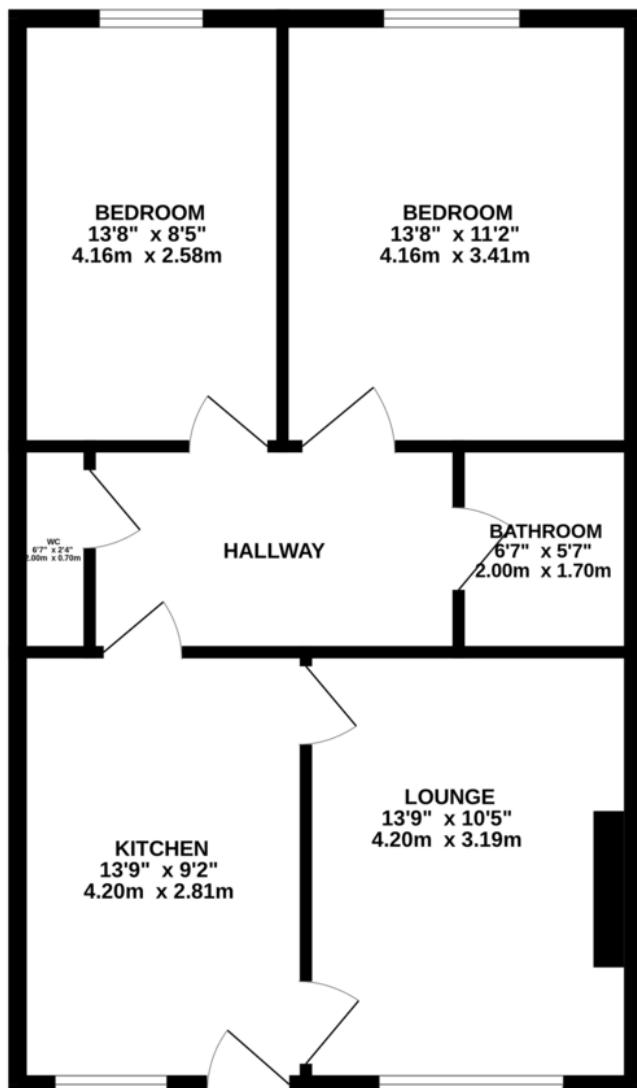 BEDROOM
13'8" x 8'5"
4.16m x 2.58m
BEDROOM
13'8" x 11'2"
4.16m x 3.41m
WC
6'7" x 2'4"
2.00m x 0.70m
HALLWAY
BATHROOM
6'7" x 5'7"
2.00m x 1.70m
LOUNGE
13'9" x 10'5"
4.20m x 3.19m
KITCHEN
13'9" x 9'2"
4.20m x 2.81m